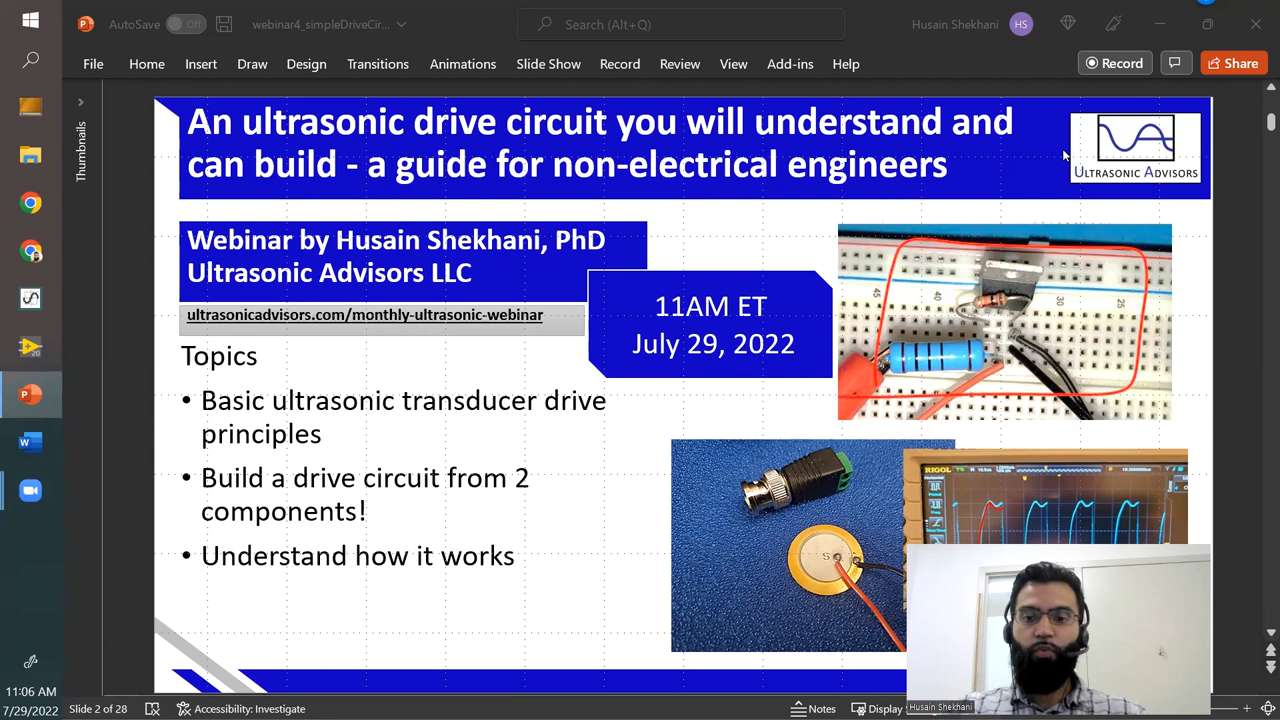 AutoSave Off webinar4_simpleDriveCir... Search (Alt+Q) Husain Shekhani HS
File Home Insert Draw Design Transitions Animations Slide Show Record Review View Add-ins Help Record Share
Thumbnails
An ultrasonic drive circuit you will understand and
can build - a guide for non-electrical engineers
ULTRASONIC ADVISORS
Webinar by Husain Shekhani, PhD
Ultrasonic Advisors LLC
ultrasonicadvisors.com/monthly-ultrasonic-webinar
11AM ET
July 29, 2022
Topics
• Basic ultrasonic transducer drive
principles
• Build a drive circuit from 2
components!
• Understand how it works
45 40 30 25
RIGOL
Husain Shekhani
11:06 AM
7/29/2022
Slide 2 of 28 Accessibility: Investigate Notes Display